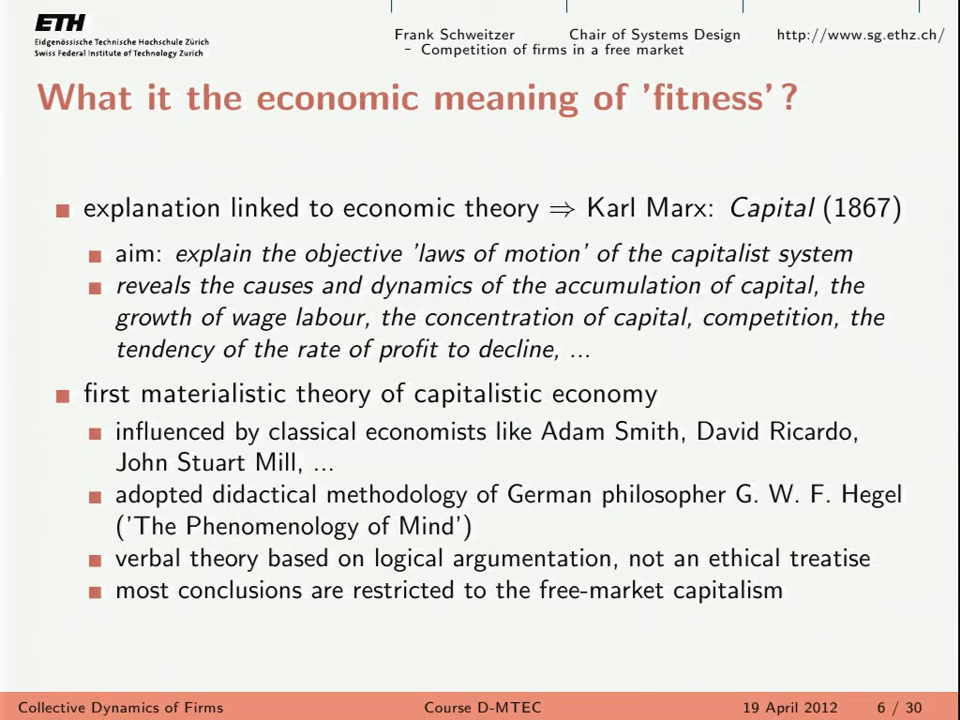 ETH
Eidgenössische Technische Hochschule Zürich
Swiss Federal Institute of Technology Zurich
Frank Schweitzer Chair of Systems Design http://www.sg.ethz.ch/
- Competition of firms in a free market
What it the economic meaning of 'fitness'?
explanation linked to economic theory ⇒ Karl Marx: Capital (1867)
aim: explain the objective 'laws of motion' of the capitalist system
reveals the causes and dynamics of the accumulation of capital, the
growth of wage labour, the concentration of capital, competition, the
tendency of the rate of profit to decline, ...
first materialistic theory of capitalistic economy
influenced by classical economists like Adam Smith, David Ricardo,
John Stuart Mill, ...
adopted didactical methodology of German philosopher G. W. F. Hegel
('The Phenomenology of Mind')
verbal theory based on logical argumentation, not an ethical treatise
most conclusions are restricted to the free-market capitalism
Collective Dynamics of Firms Course D-MTEC 19 April 2012 6 / 30